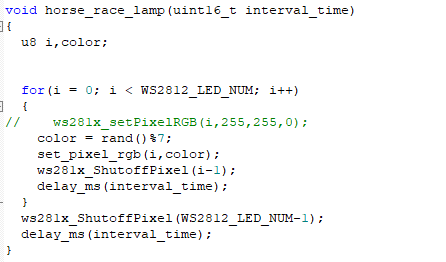 void horse_race_lamp(uint16_t interval_time)
{
  u8 i,color;
  for(i = 0; i < WS2812_LED_NUM; i++)
  {
//    ws281x_setPixelRGB(i,255,255,0);
    color = rand()%7;
    set_pixel_rgb(i,color);
    ws281x_ShutoffPixel(i-1);
    delay_ms(interval_time);
  }
  ws281x_ShutoffPixel(WS2812_LED_NUM-1);
  delay_ms(interval_time);
}